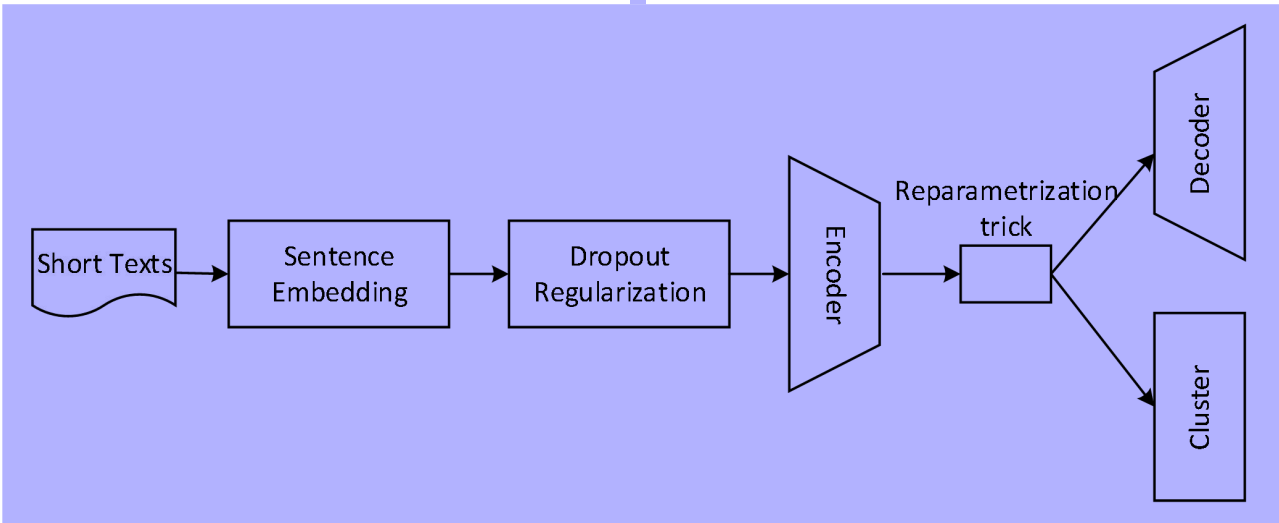 Short Texts
Sentence
Embedding
Dropout
Regularization
Encoder
Reparametrization
trick
Decoder
Cluster